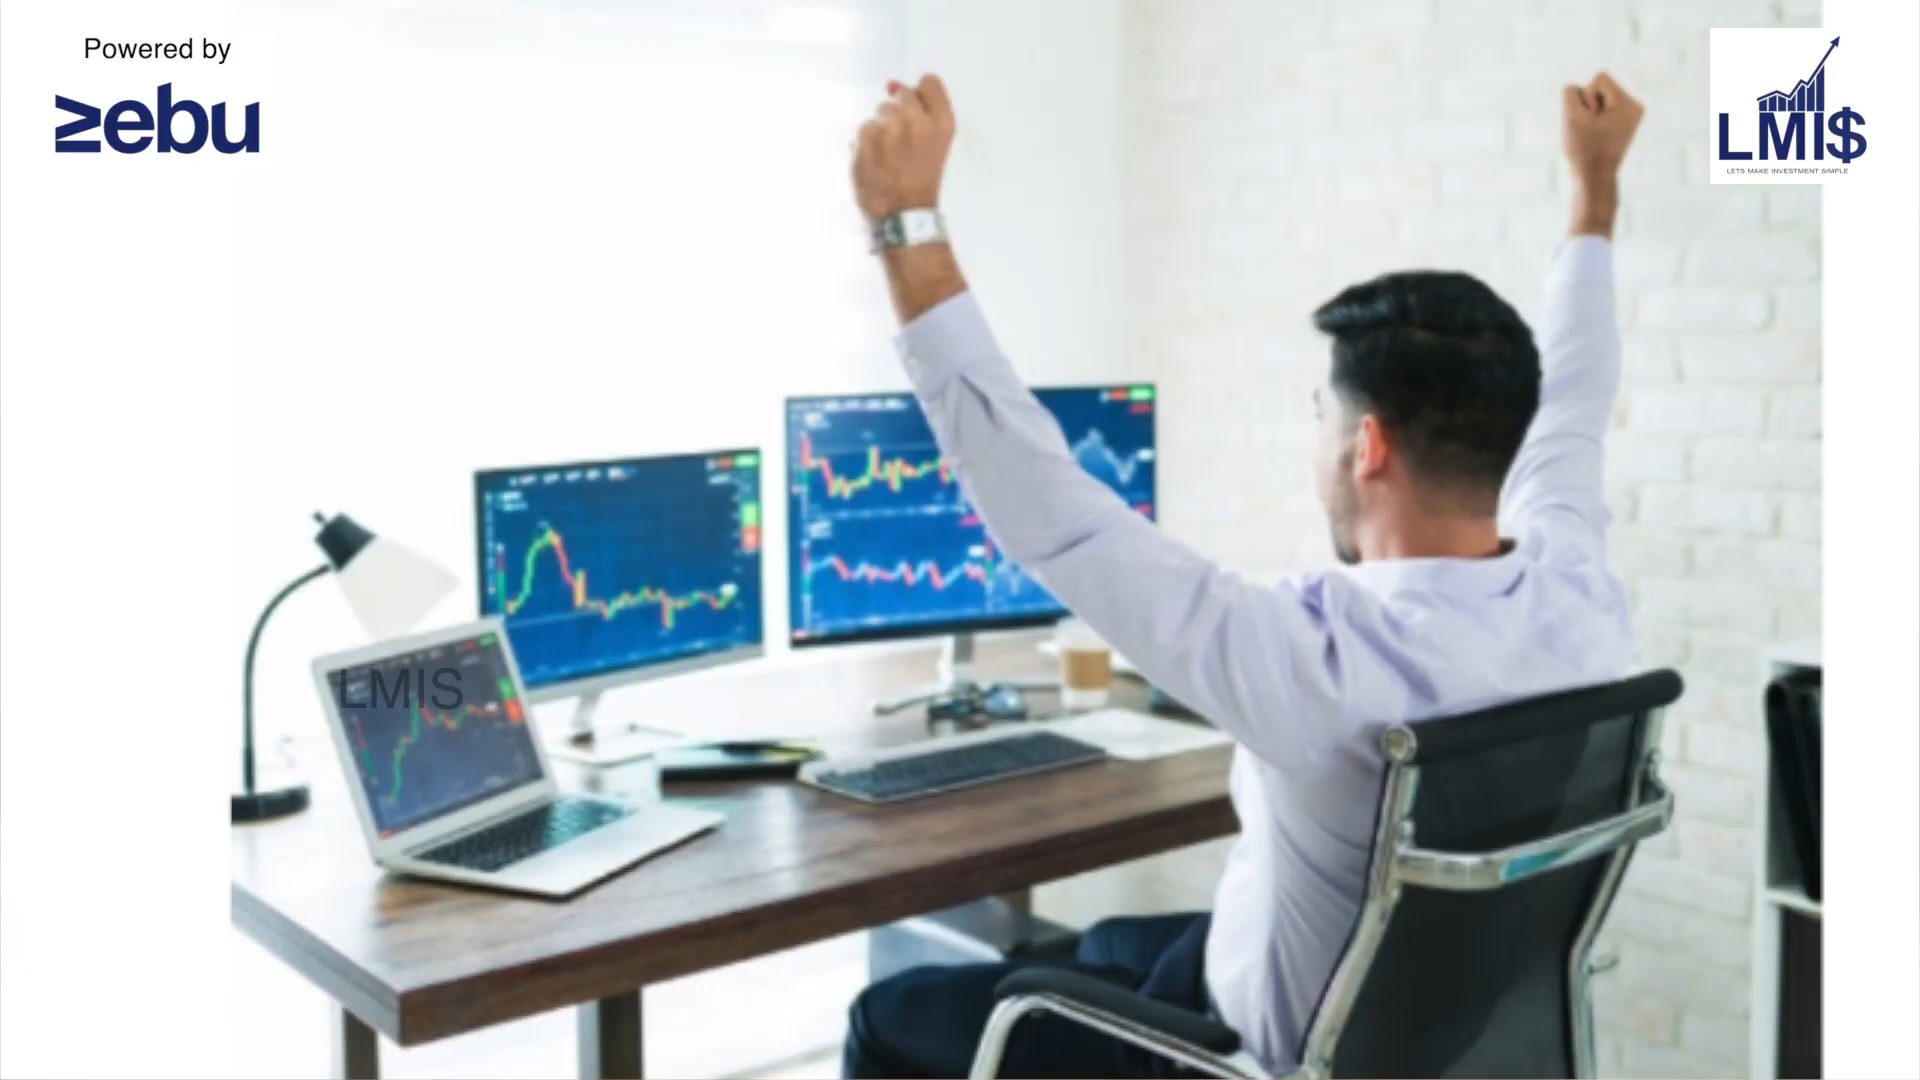 Powered by
zebu
LMI$
LETS MAKE INVESTMENT SIMPLE
LMIS